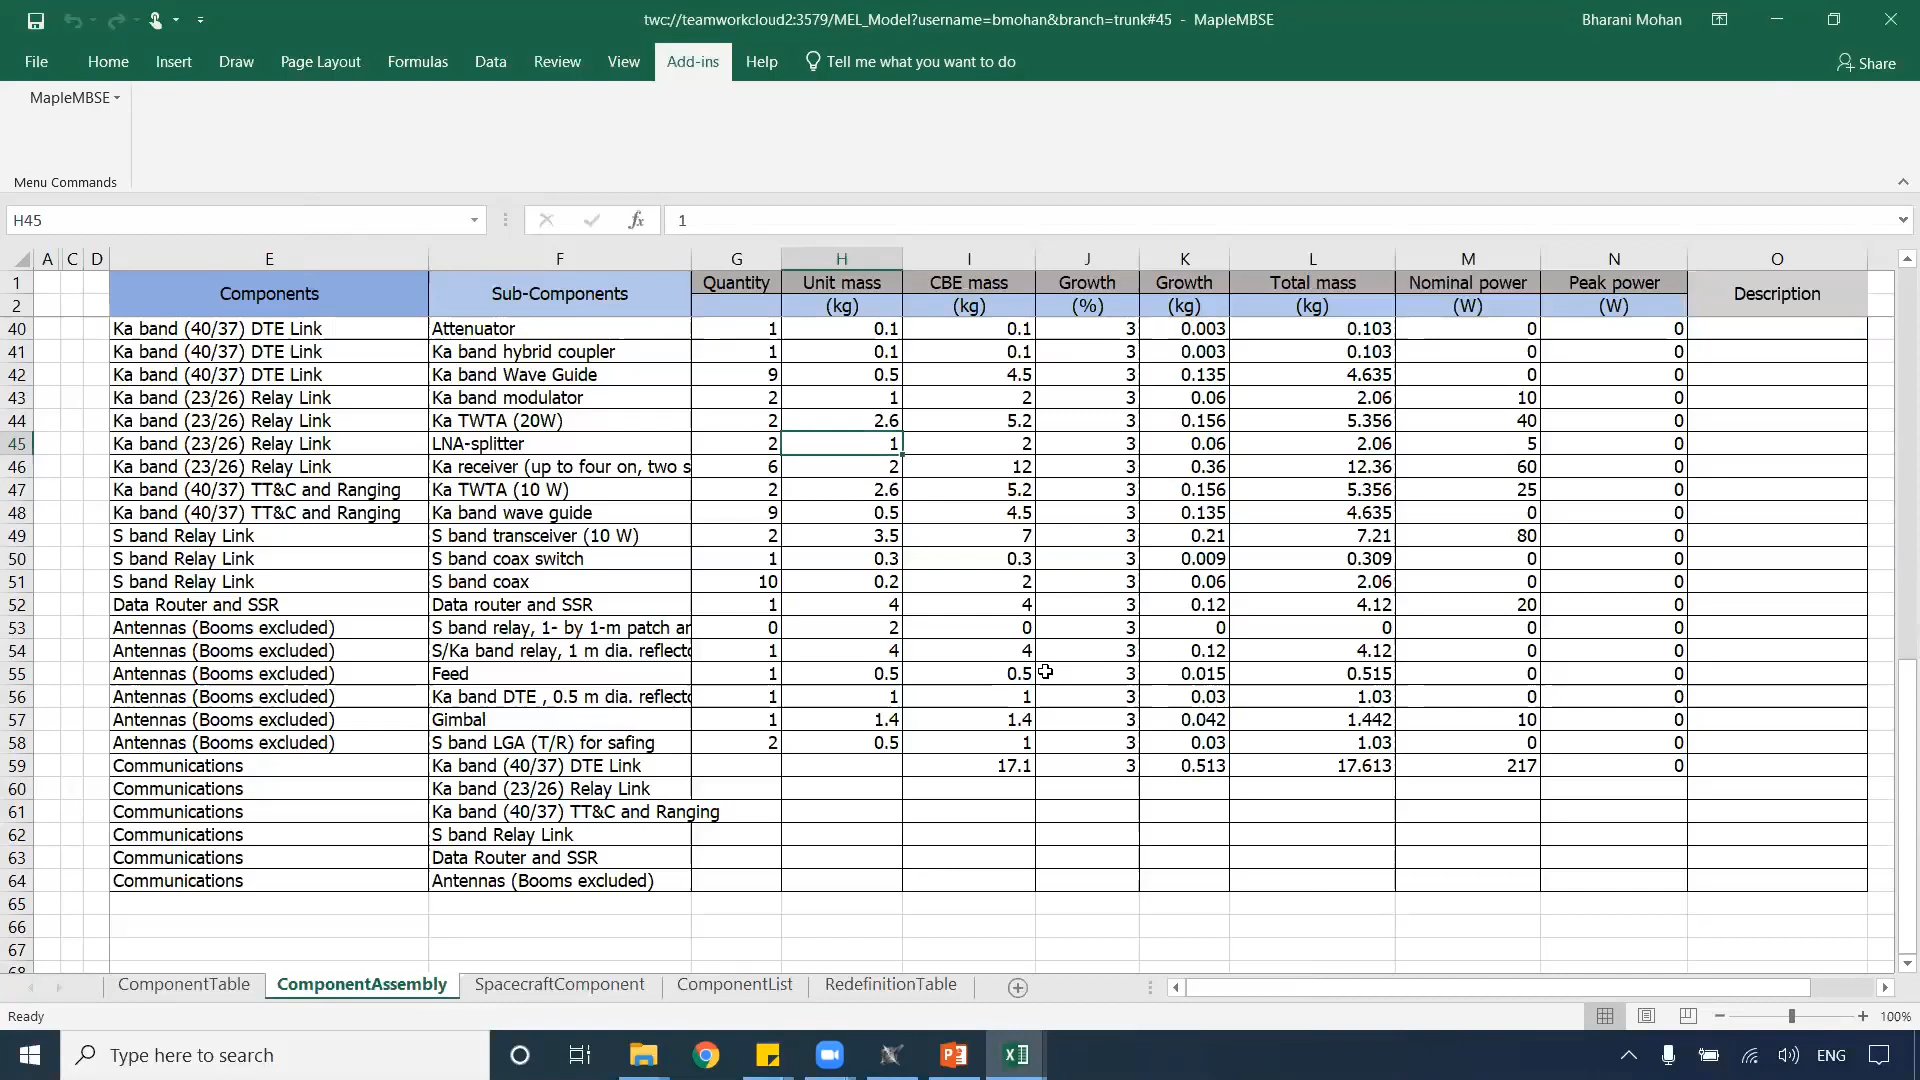 twc://teamworkcloud2:3579/MEL_Model?username=bmohan&branch=trunk#45 - MapleMBSE
Bharani Mohan
File Home Insert Draw Page Layout Formulas Data Review View Add-ins Help Tell me what you want to do Share
MapleMBSE
Menu Commands
H45 fx 1
A C D E F G H I J K L M N O
1 Components Sub-Components Quantity Unit mass CBE mass Growth Growth Total mass Nominal power Peak power Description
2 (kg) (kg) (%) (kg) (kg) (W) (W)
40 Ka band (40/37) DTE Link Attenuator 1 0.1 0.1 3 0.003 0.103 0 0
41 Ka band (40/37) DTE Link Ka band hybrid coupler 1 0.1 0.1 3 0.003 0.103 0 0
42 Ka band (40/37) DTE Link Ka band Wave Guide 9 0.5 4.5 3 0.135 4.635 0 0
43 Ka band (23/26) Relay Link Ka band modulator 2 1 2 3 0.06 2.06 10 0
44 Ka band (23/26) Relay Link Ka TWTA (20W) 2 2.6 5.2 3 0.156 5.356 40 0
45 Ka band (23/26) Relay Link LNA-splitter 2 1 2 3 0.06 2.06 5 0
46 Ka band (23/26) Relay Link Ka receiver (up to four on, two s 6 2 12 3 0.36 12.36 60 0
47 Ka band (40/37) TT&C and Ranging Ka TWTA (10 W) 2 2.6 5.2 3 0.156 5.356 25 0
48 Ka band (40/37) TT&C and Ranging Ka band wave guide 9 0.5 4.5 3 0.135 4.635 0 0
49 S band Relay Link S band transceiver (10 W) 2 3.5 7 3 0.21 7.21 80 0
50 S band Relay Link S band coax switch 1 0.3 0.3 3 0.009 0.309 0 0
51 S band Relay Link S band coax 10 0.2 2 3 0.06 2.06 0 0
52 Data Router and SSR Data router and SSR 1 4 4 3 0.12 4.12 20 0
53 Antennas (Booms excluded) S band relay, 1- by 1-m patch ar 0 2 0 3 0 0 0 0
54 Antennas (Booms excluded) S/Ka band relay, 1 m dia. reflecto 1 4 4 3 0.12 4.12 0 0
55 Antennas (Booms excluded) Feed 1 0.5 0.5 3 0.015 0.515 0 0
56 Antennas (Booms excluded) Ka band DTE , 0.5 m dia. reflecto 1 1 1 3 0.03 1.03 0 0
57 Antennas (Booms excluded) Gimbal 1 1.4 1.4 3 0.042 1.442 10 0
58 Antennas (Booms excluded) S band LGA (T/R) for safing 2 0.5 1 3 0.03 1.03 0 0
59 Communications Ka band (40/37) DTE Link 17.1 3 0.513 17.613 217 0
60 Communications Ka band (23/26) Relay Link
61 Communications Ka band (40/37) TT&C and Ranging
62 Communications S band Relay Link
63 Communications Data Router and SSR
64 Communications Antennas (Booms excluded)
65
66
67
68
ComponentTable ComponentAssembly SpacecraftComponent ComponentList RedefinitionTable
Ready 100%
Type here to search ENG